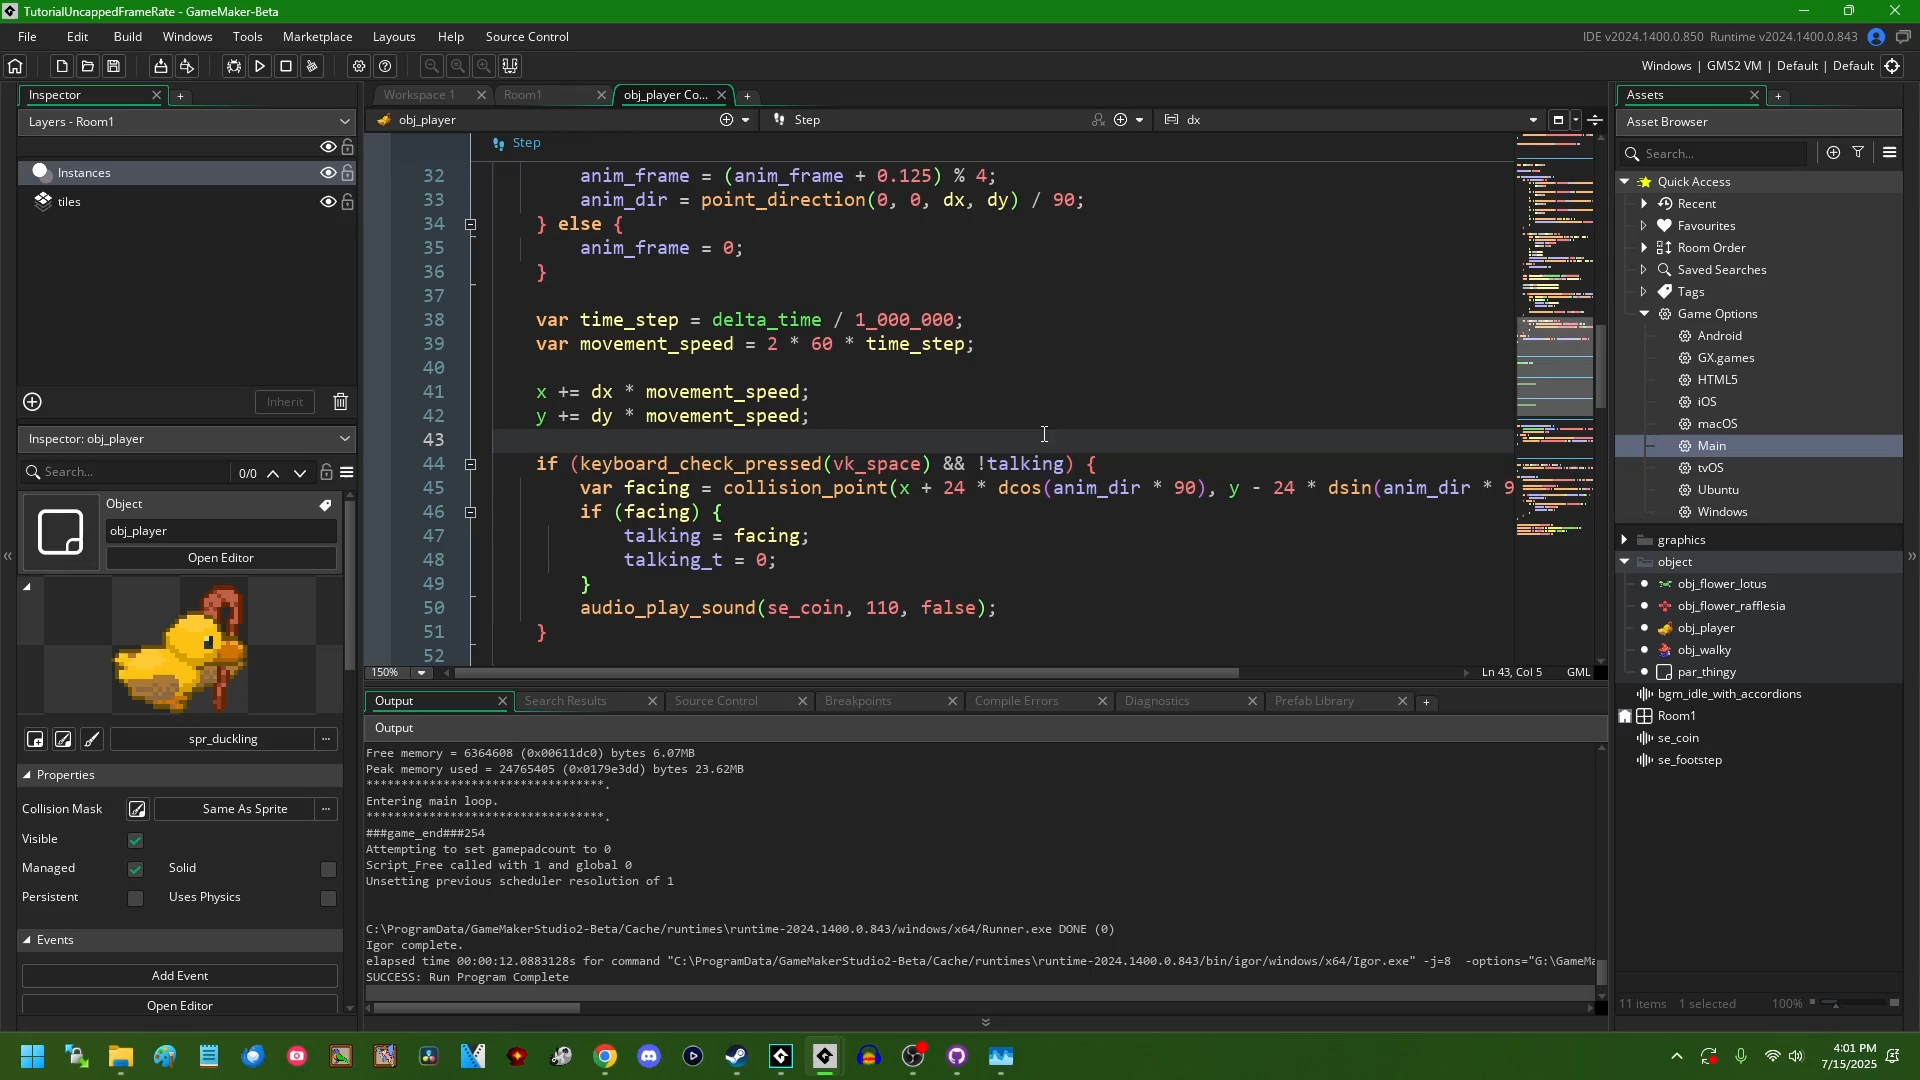 TutorialUncappedFrameRate - GameMaker-Beta
File Edit Build Windows Tools Marketplace Layouts Help Source Control
IDE v2024.1400.0.850 Runtime v2024.1400.0.843
Windows | GMS2 VM | Default | Default
Inspector
Layers - Room1
Instances
tiles
Inherit
Inspector: obj_player
Search...
0/0
Object
obj_player
Open Editor
spr_duckling
Properties
Collision Mask
Same As Sprite
Visible
Managed
Solid
Persistent
Uses Physics
Events
Add Event
Open Editor
Workspace 1
Room1
obj_player Co...
obj_player
Step
dx
Step
32 anim_frame = (anim_frame + 0.125) % 4;
33 anim_dir = point_direction(0, 0, dx, dy) / 90;
34 } else {
35 anim_frame = 0;
36 }
37
38 var time_step = delta_time / 1_000_000;
39 var movement_speed = 2 * 60 * time_step;
40
41 x += dx * movement_speed;
42 y += dy * movement_speed;
43
44 if (keyboard_check_pressed(vk_space) && !talking) {
45 var facing = collision_point(x + 24 * dcos(anim_dir * 90), y - 24 * dsin(anim_dir * 9
46 if (facing) {
47 talking = facing;
48 talking_t = 0;
49 }
50 audio_play_sound(se_coin, 110, false);
51 }
52
150%
Ln 43, Col 5
GML
Output
Search Results
Source Control
Breakpoints
Compile Errors
Diagnostics
Prefab Library
Output
Free memory = 6364608 (0x00611dc0) bytes 6.07MB
Peak memory used = 24765405 (0x0179e3dd) bytes 23.62MB
**********************************.
Entering main loop.
**********************************.
###game_end###254
Attempting to set gamepadcount to 0
Script_Free called with 1 and global 0
Unsetting previous scheduler resolution of 1
C:\ProgramData/GameMakerStudio2-Beta/Cache/runtimes\runtime-2024.1400.0.843/windows/x64/Runner.exe DONE (0)
Igor complete.
elapsed time 00:00:12.0883128s for command "C:\ProgramData/GameMakerStudio2-Beta/Cache/runtimes\runtime-2024.1400.0.843/bin/igor/windows/x64/Igor.exe" -j=8 -options="G:\GameMa
SUCCESS: Run Program Complete
Assets
Asset Browser
Search...
Quick Access
Recent
Favourites
Room Order
Saved Searches
Tags
Game Options
Android
GX.games
HTML5
iOS
macOS
Main
tvOS
Ubuntu
Windows
graphics
object
obj_flower_lotus
obj_flower_rafflesia
obj_player
obj_walky
par_thingy
bgm_idle_with_accordions
Room1
se_coin
se_footstep
11 items 1 selected
100%
4:01 PM
7/15/2025